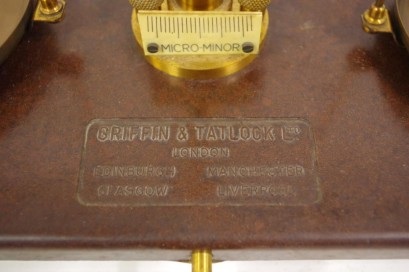 MICRO-MINOR
GRIFFIN & TATLOCK LTD
LONDON
EDINBURGH MANCHESTER
GLASGOW LIVERPOOL